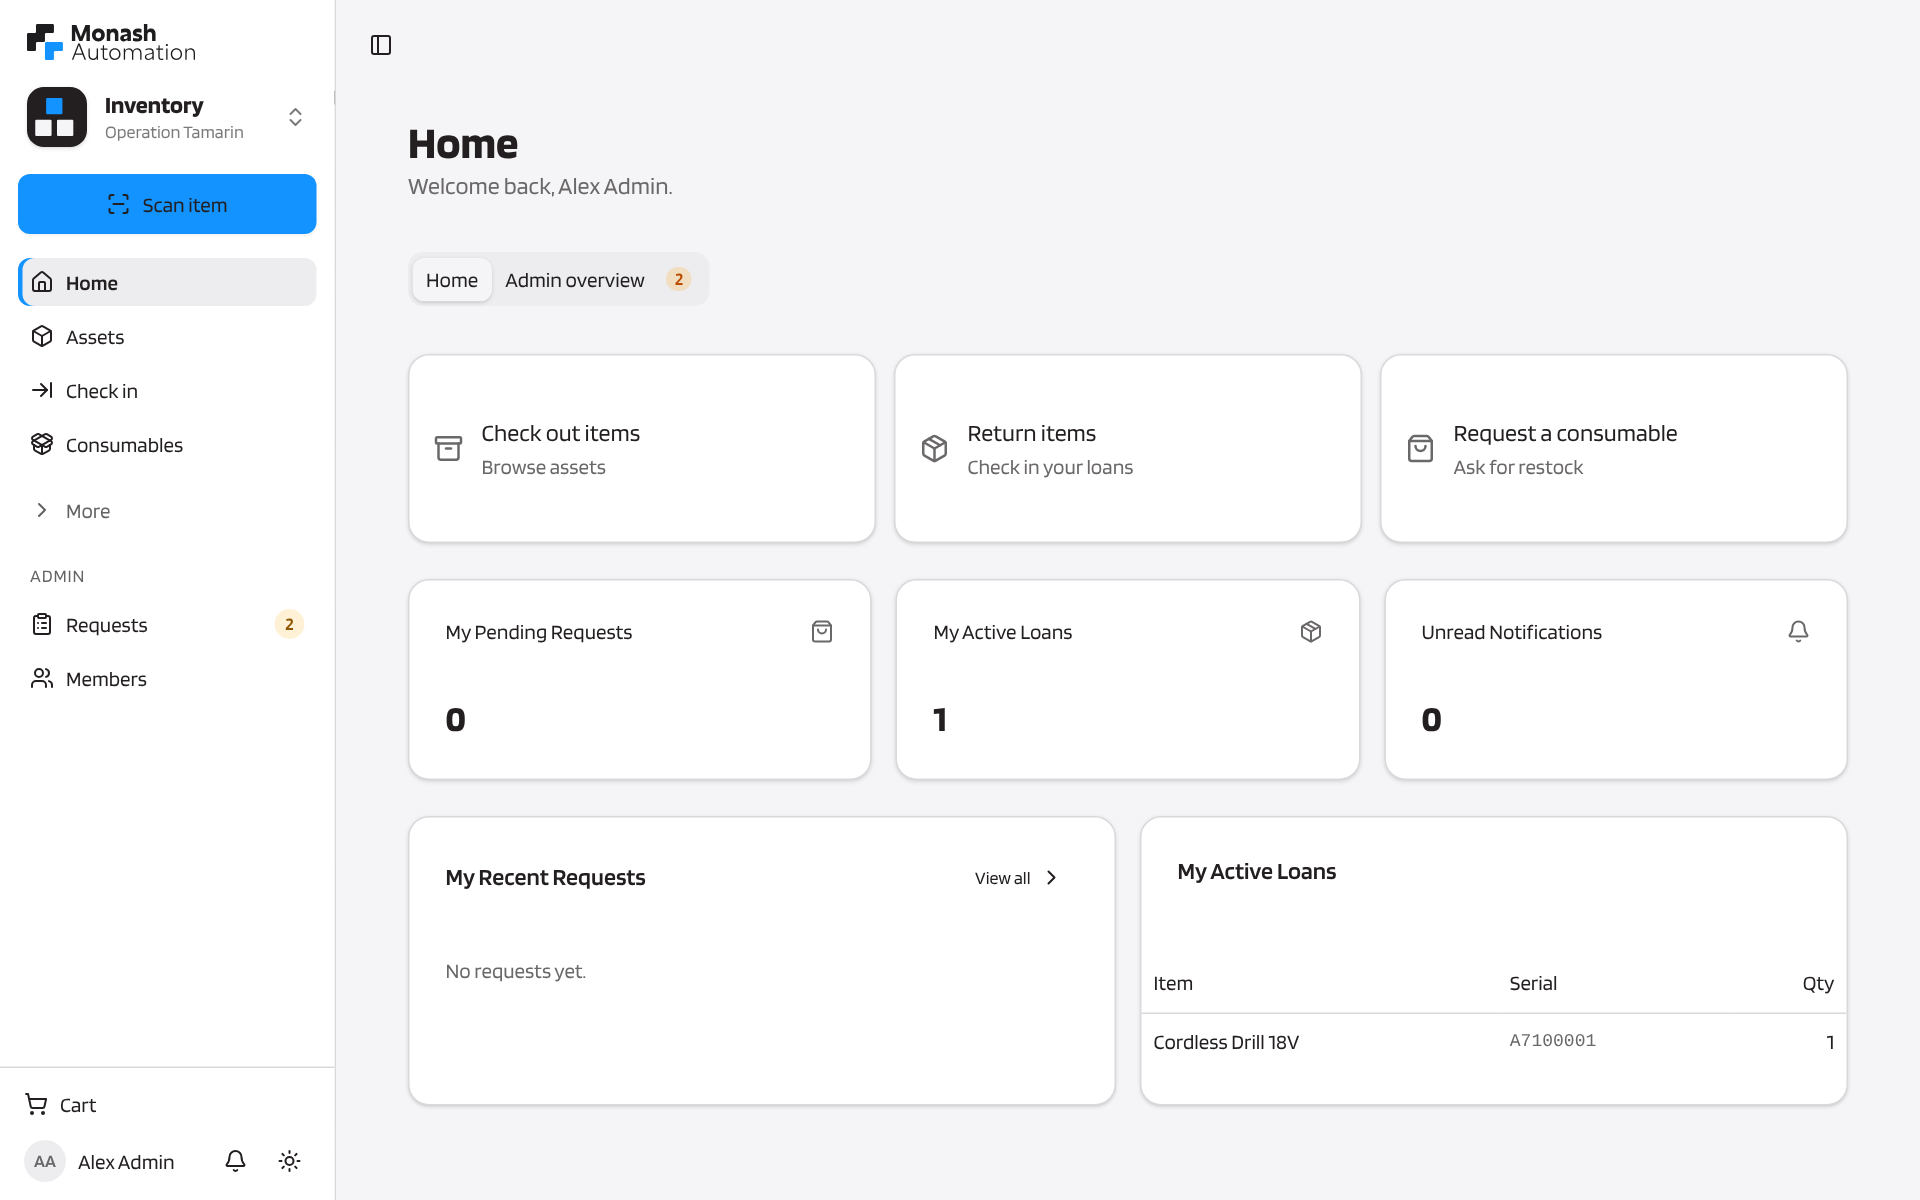 Monash
Automation
Inventory
Operation Tamarin
Scan item
Home
Assets
Check in
Consumables
More
ADMIN
Requests 2
Members
Cart
AA Alex Admin
Home
Welcome back, Alex Admin.
Home Admin overview 2
Check out items
Browse assets
Return items
Check in your loans
Request a consumable
Ask for restock
My Pending Requests
0
My Active Loans
1
Unread Notifications
0
My Recent Requests View all
No requests yet.
My Active Loans
Item Serial Qty
Cordless Drill 18V A7100001 1